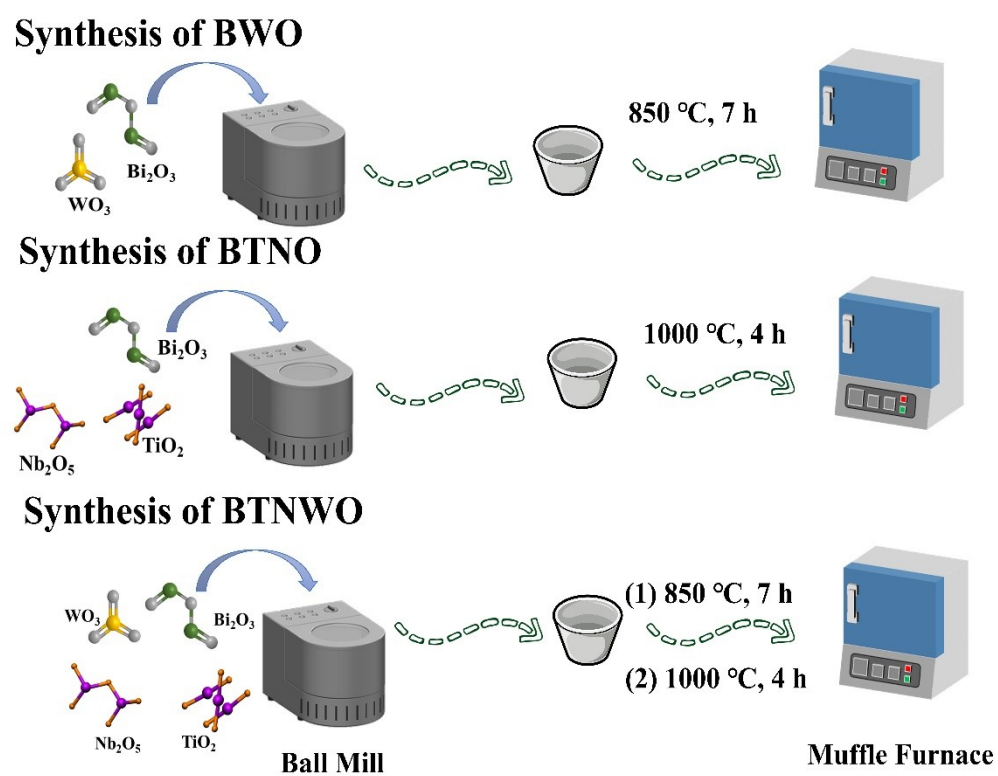 Synthesis of BWO
850 °C, 7 h
Bi₂O₃
WO₃
Synthesis of BTNO
1000 °C, 4 h
Bi₂O₃
TiO₂
Nb₂O₅
Synthesis of BTNWO
(1) 850 °C, 7 h
WO₃
Bi₂O₃
(2) 1000 °C, 4 h
Nb₂O₅
TiO₂
Ball Mill
Muffle Furnace